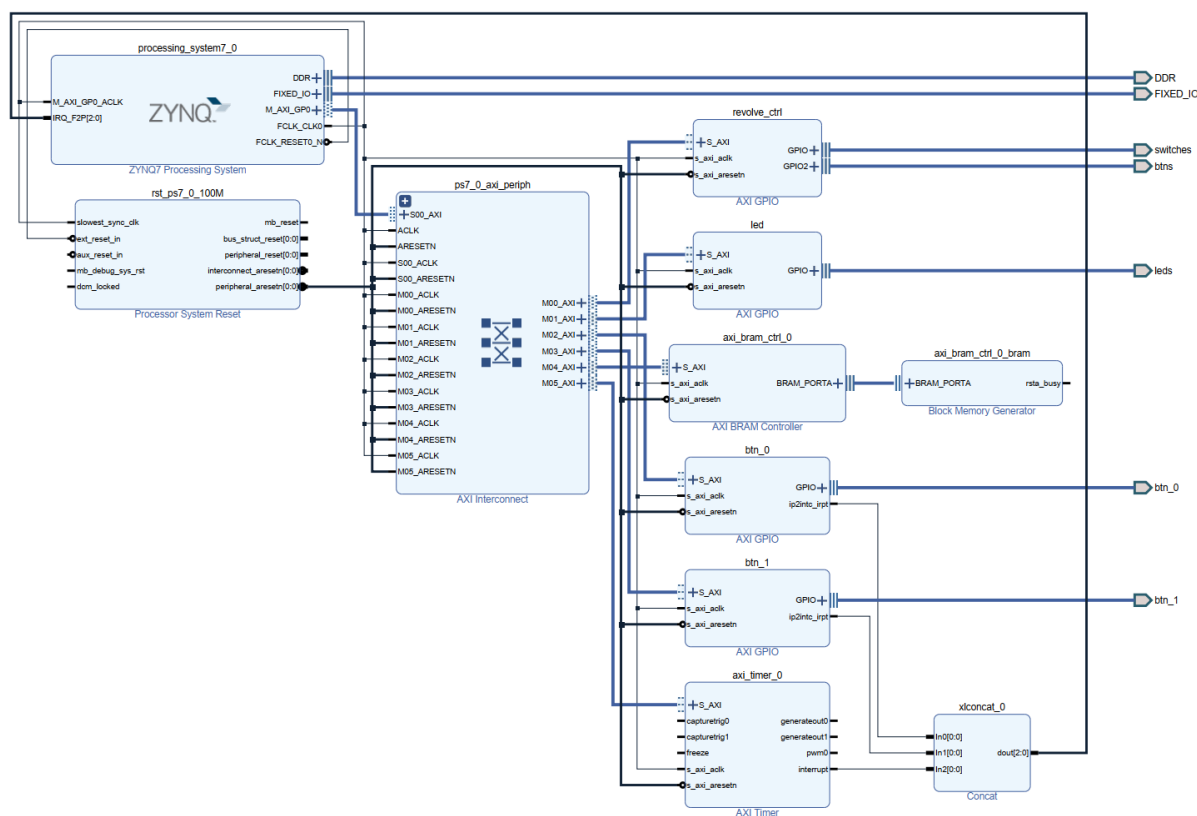 processing_system7_0
M_AXI_GP0_ACLK
IRQ_F2P[2:0]
ZYNQ
DDR
FIXED_IO
M_AXI_GP0
FCLK_CLK0
FCLK_RESET0_N
ZYNQ7 Processing System
DDR
FIXED_IO
rst_ps7_0_100M
slowest_sync_clk
ext_reset_in
aux_reset_in
mb_debug_sys_rst
dcm_locked
mb_reset
bus_struct_reset[0:0]
peripheral_reset[0:0]
interconnect_aresetn[0:0]
peripheral_aresetn[0:0]
Processor System Reset
ps7_0_axi_periph
S00_AXI
ACLK
ARESETN
S00_ACLK
S00_ARESETN
M00_ACLK
M00_ARESETN
M01_ACLK
M01_ARESETN
M02_ACLK
M02_ARESETN
M03_ACLK
M03_ARESETN
M04_ACLK
M04_ARESETN
M05_ACLK
M05_ARESETN
M00_AXI
M01_AXI
M02_AXI
M03_AXI
M04_AXI
M05_AXI
AXI Interconnect
revolve_ctrl
S_AXI
s_axi_aclk
s_axi_aresetn
GPIO
GPIO2
AXI GPIO
switches
btns
led
S_AXI
s_axi_aclk
s_axi_aresetn
GPIO
AXI GPIO
leds
axi_bram_ctrl_0
S_AXI
s_axi_aclk
s_axi_aresetn
BRAM_PORTA
AXI BRAM Controller
axi_bram_ctrl_0_bram
BRAM_PORTA
rsta_busy
Block Memory Generator
btn_0
S_AXI
s_axi_aclk
s_axi_aresetn
GPIO
ip2intc_irpt
AXI GPIO
btn_0
btn_1
S_AXI
s_axi_aclk
s_axi_aresetn
GPIO
ip2intc_irpt
AXI GPIO
btn_1
axi_timer_0
S_AXI
capturetrig0
capturetrig1
freeze
s_axi_aclk
s_axi_aresetn
generateout0
generateout1
pwm0
interrupt
AXI Timer
xlconcat_0
In0[0:0]
In1[0:0]
In2[0:0]
dout[2:0]
Concat